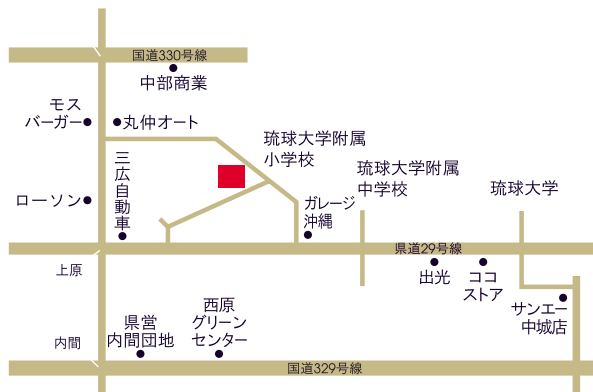 国道330号線
中部商業
モス
バーガー
丸仲オート
琉球大学附属
小学校
三広自動車
琉球大学附属
中学校
琉球大学
ローソン
ガレージ
沖縄
県道29号線
上原
出光
ココ
ストア
サンエー
中城店
西原
グリーン
センター
県営
内間団地
内間
国道329号線